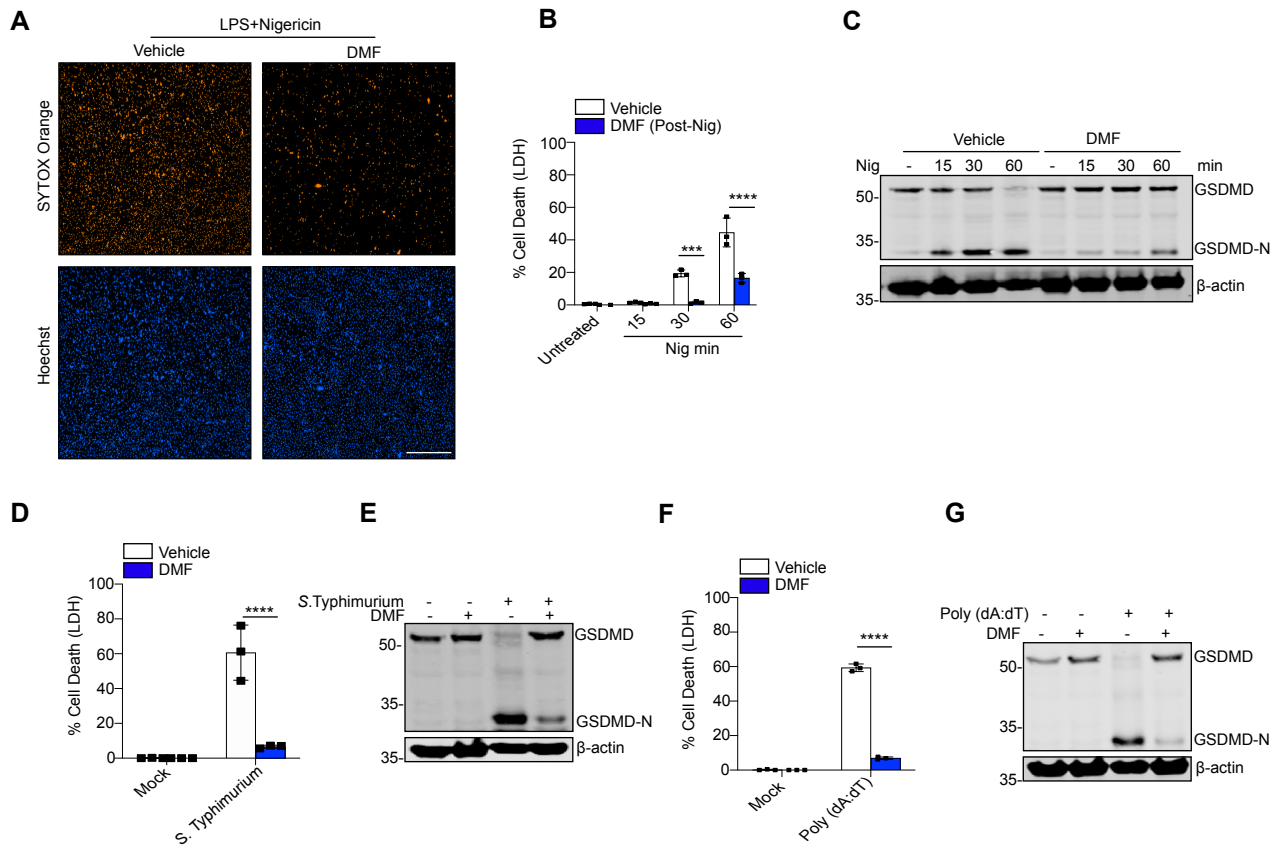 A
LPS+Nigericin
Vehicle DMF
SYTOX Orange
Hoechst
B
Vehicle
DMF (Post-Nig)
% Cell Death (LDH)
100
80
60
40
20
0
***
****
Untreated 15 30 60
Nig min
C
Vehicle DMF
Nig - 15 30 60 - 15 30 60 min
50- GSDMD
35- GSDMD-N
35- β-actin
D
Vehicle
DMF
% Cell Death (LDH)
100
80
60
40
20
0
****
Mock S. Typhimurium
E
S.Typhimurium - - + +
DMF - + - +
50- GSDMD
35- GSDMD-N
35- β-actin
F
Vehicle
DMF
% Cell Death (LDH)
100
80
60
40
20
0
****
Mock Poly (dA:dT)
G
Poly (dA:dT) - - + +
DMF - + - +
50- GSDMD
35- GSDMD-N
35- β-actin